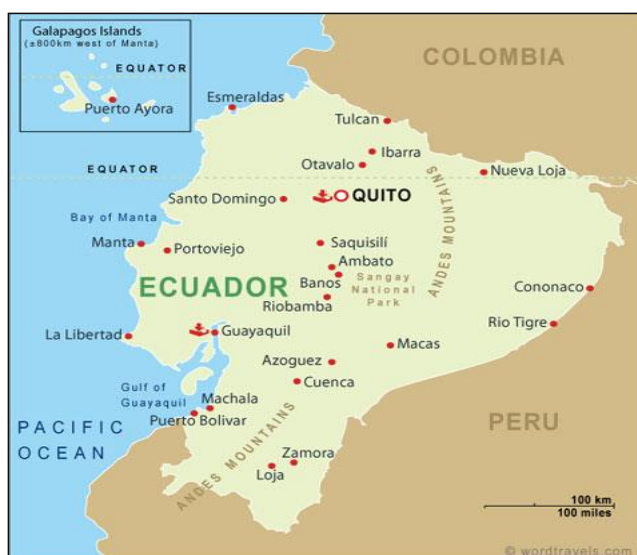 Galapagos Islands
(±800km west of Manta)
EQUATOR
Puerto Ayora
COLOMBIA
Esmeraldas
Tulcan
Ibarra
Otavalo
EQUATOR
Nueva Loja
Santo Domingo
QUITO
Bay of Manta
ANDES MOUNTAINS
Manta
Portoviejo
Saquisilí
Ambato
Banos
Sangay
National
Park
ECUADOR
Riobamba
Cononaco
La Libertad
Guayaquil
Rio Tigre
Macas
Azoguez
Cuenca
Gulf of
Guayaquil
Machala
Puerto Bolivar
PACIFIC
OCEAN
PERU
ANDES MOUNTAINS
Zamora
Loja
100 km
100 miles
© wordtravels.com